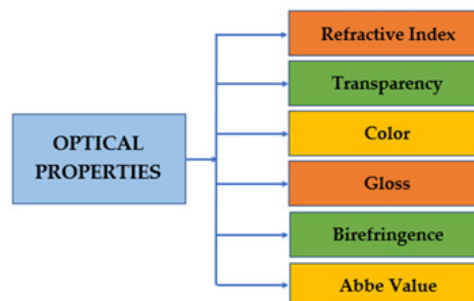 OPTICAL
PROPERTIES
Refractive Index
Transparency
Color
Gloss
Birefringence
Abbe Value